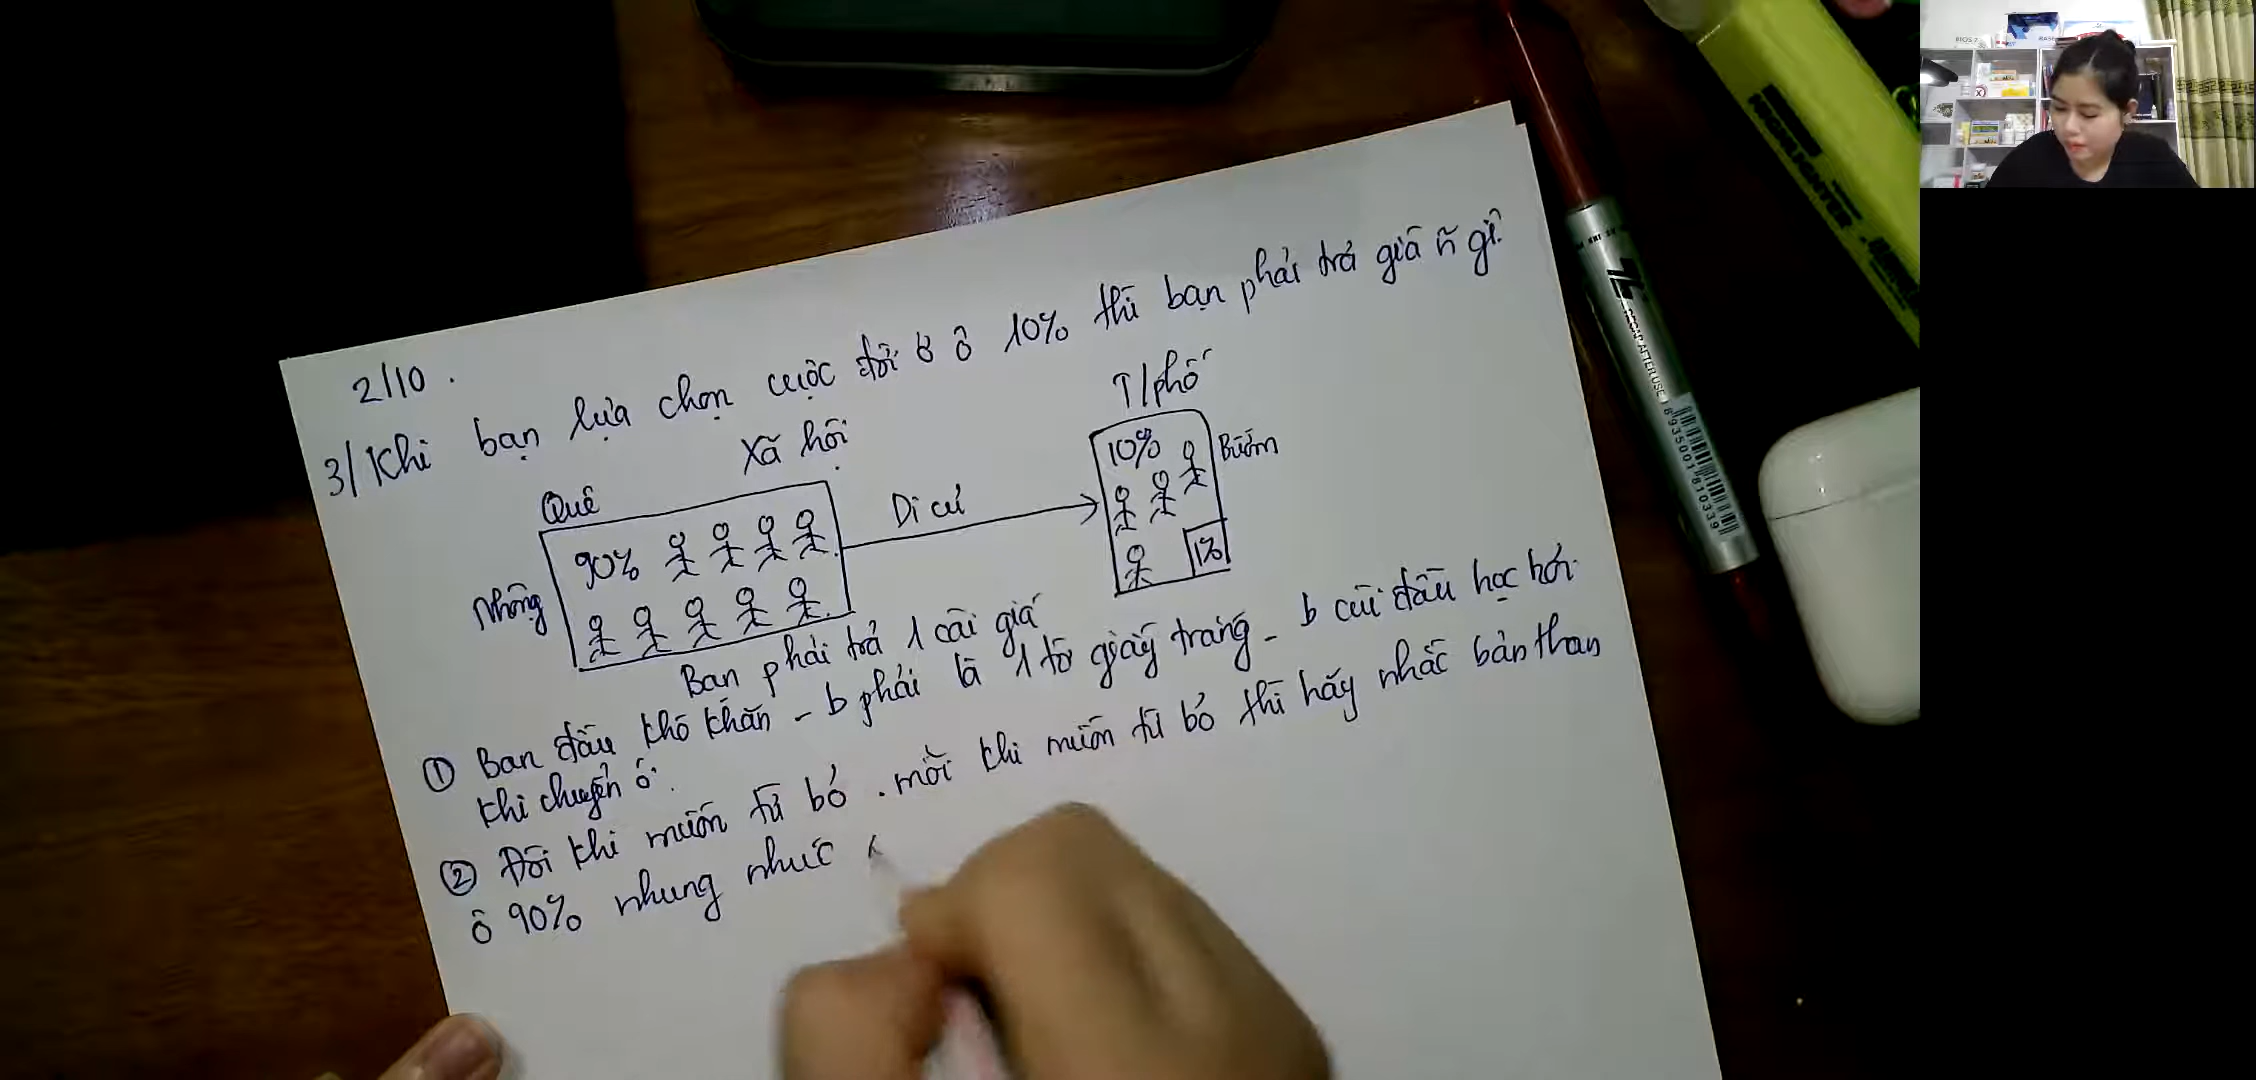 2/10.
3/ Khi bạn lựa chọn cuộc đời ở ô 10% thì bạn phải trả giá ñ gì?
Xã hội
T/phố
Quê
90%
Nhộng
Di cư
10%
Bướm
1%
Bạn phải trả 1 cái giá
① Ban đầu khó khăn - b phải là 1 tờ giấy trắng - b cúi đầu học hỏi
khi chuyển ô.
② Đôi khi muốn từ bỏ. mỗi khi muốn từ bỏ thì hãy nhắc bản thân
ô 90% nhung nhúc